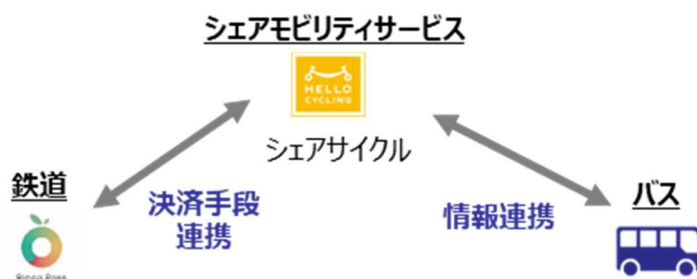 シェアモビリティサービス
HELLO
CYCLING
シェアサイクル
鉄道
決済手段
連携
情報連携
バス